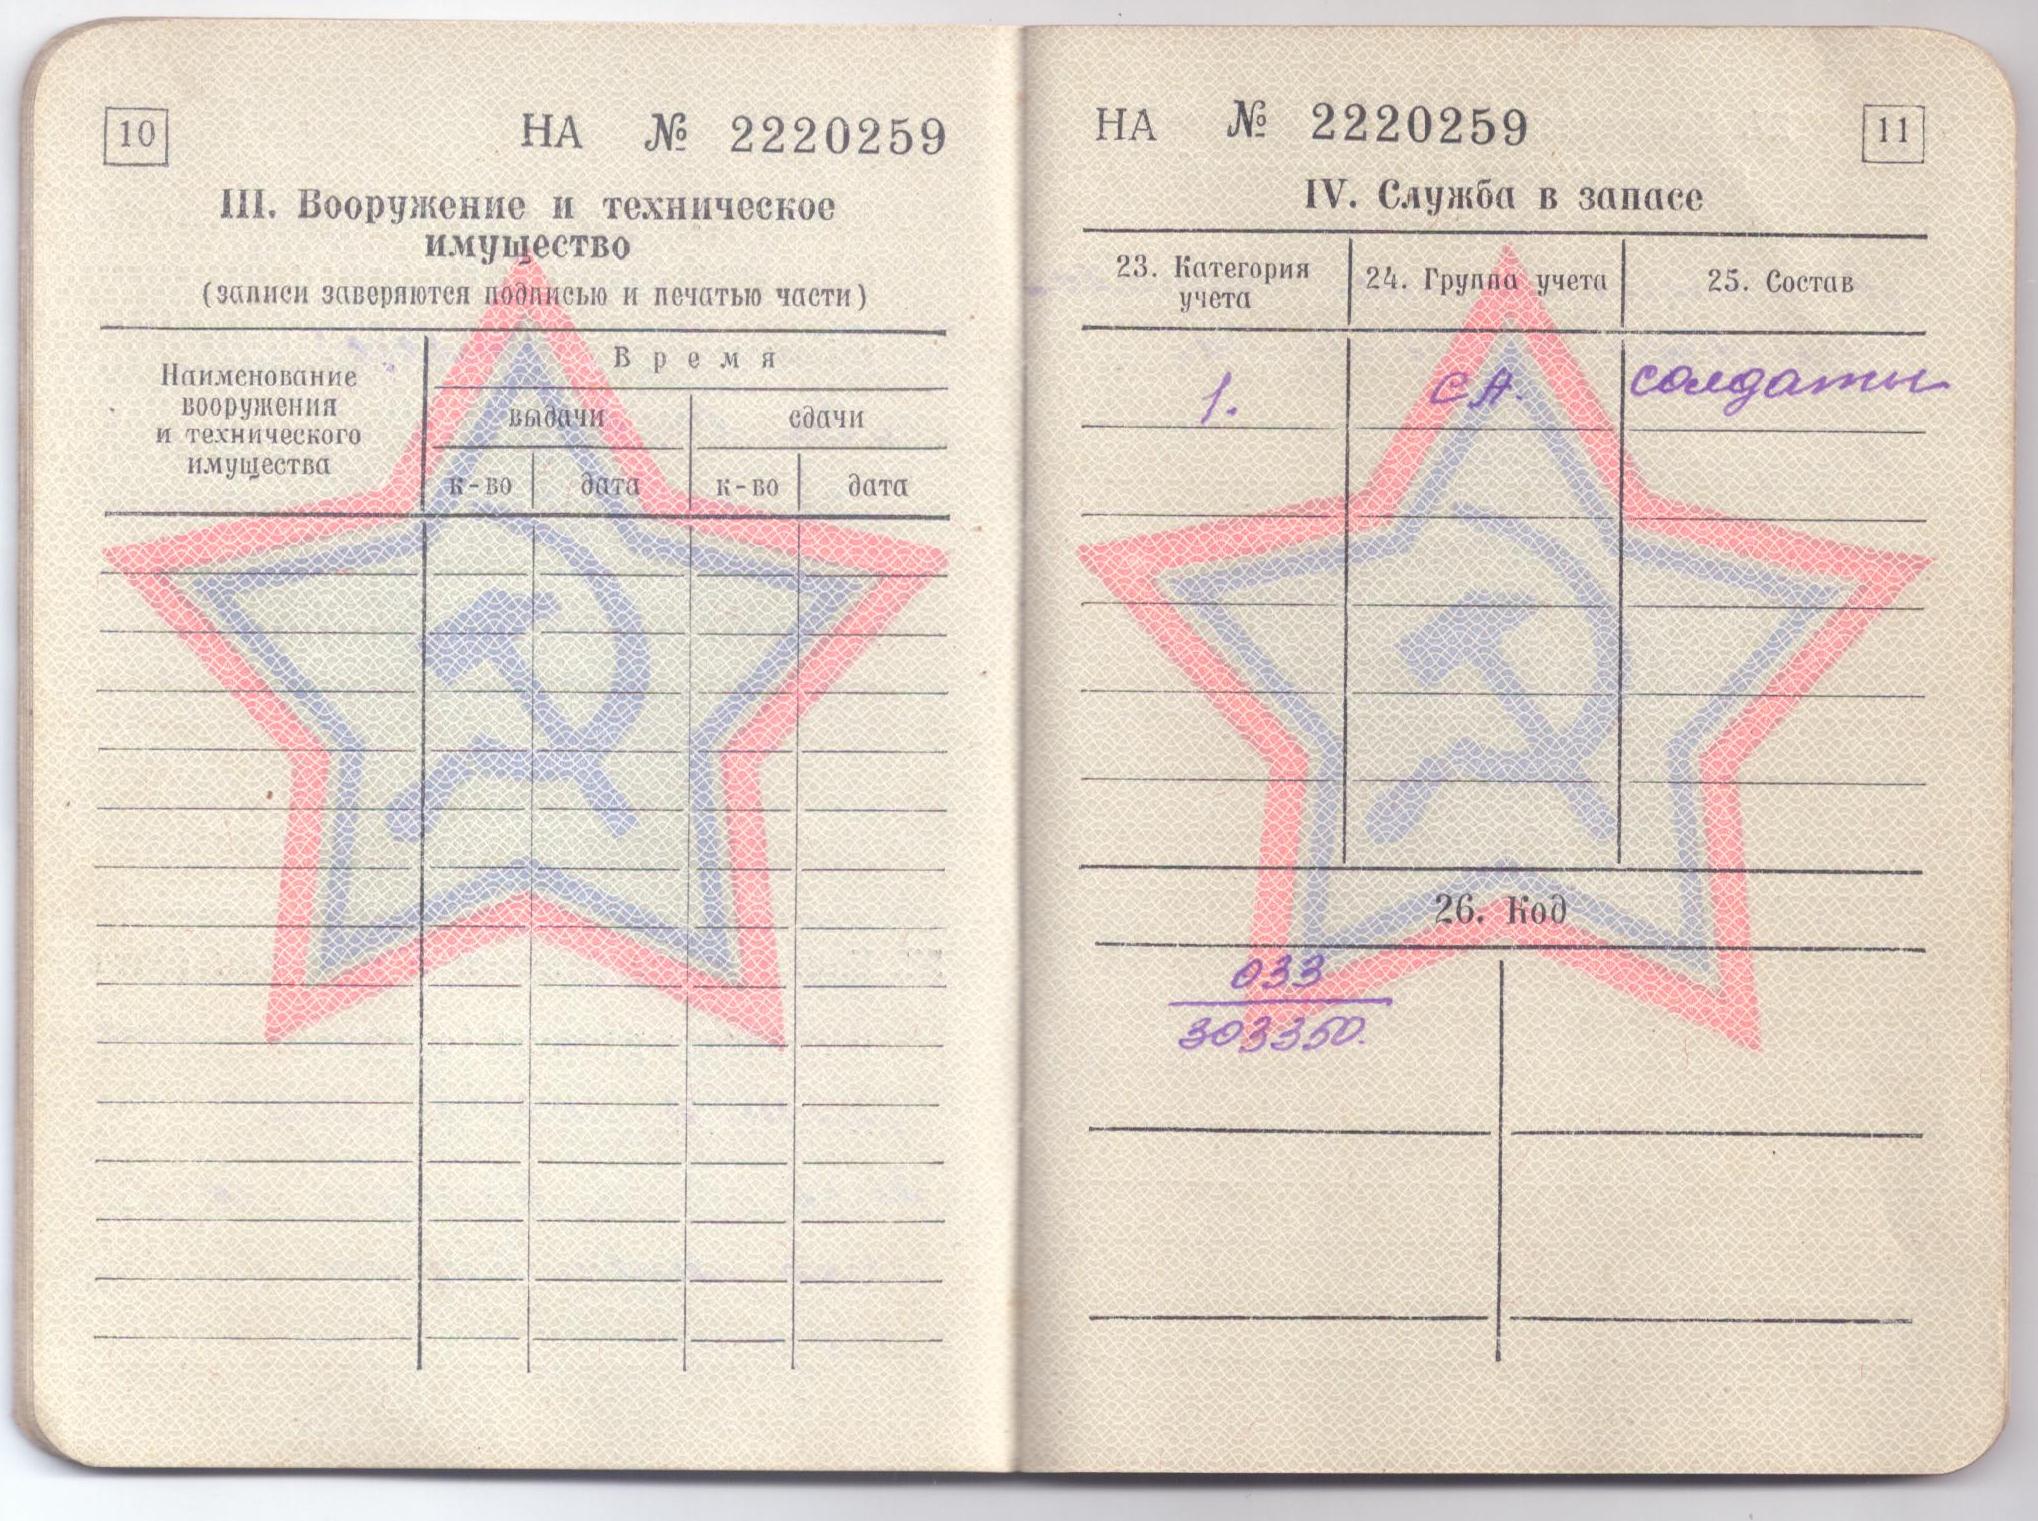 10
НА № 2220259
III. Вооружение и техническое
имущество
(записи заверяются подписью и печатью части)
Наименование
вооружения
и технического
имущества
Время
выдачи
сдачи
к-во
дата
к-во
дата
НА № 2220259
11
IV. Служба в запасе
23. Категория
учета
24. Группа учета
25. Состав
1.
СА.
солдаты
26. Код
033
303350.